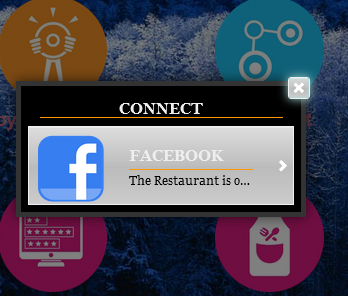 CONNECT
FACEBOOK
The Restaurant is o...